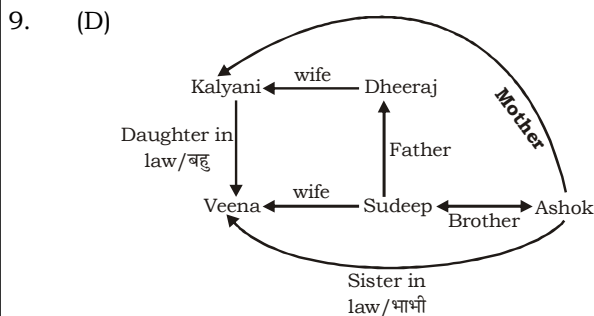 9. (D)
Kalyani wife Dheeraj
Mother
Daughter in
law/बहु
Father
Veena wife Sudeep Brother Ashok
Sister in
law/भाभी